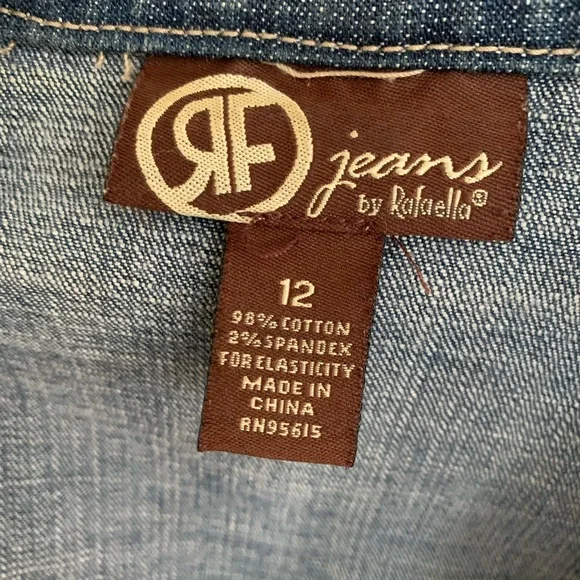 RF jeans
by Rafaella®
12
98% COTTON
2% SPANDEX
FOR ELASTICITY
MADE IN
CHINA
RN95615